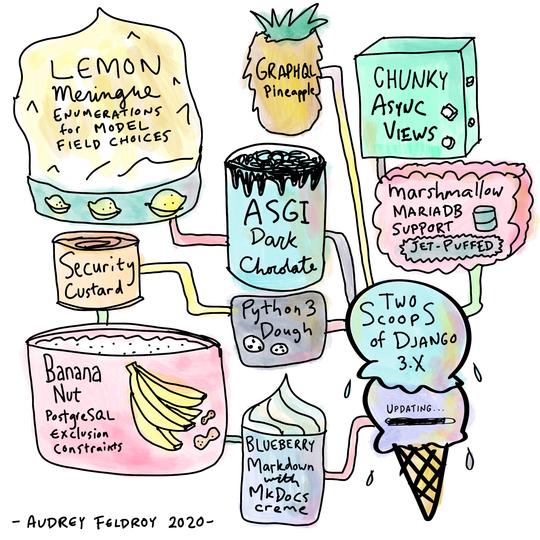 LEMON
Meringue
ENUMERATIONS
for MODEL
FIELD CHOICES
GRAPHQL
Pineapple
CHUNKY
ASYNC
VIEWS
marshmallow
MARIADB
SUPPORT
JET-PUFFED
ASGI
Dark
Chocolate
Security
Custard
Python 3
Dough
TWO
SCOOPS
of DJANGO
3.X
UPDATING...
Banana
Nut
PostgreSQL
Exclusion
Constraints
BLUEBERRY
Markdown
with
MkDocs
creme
- AUDREY FELDROY 2020 -